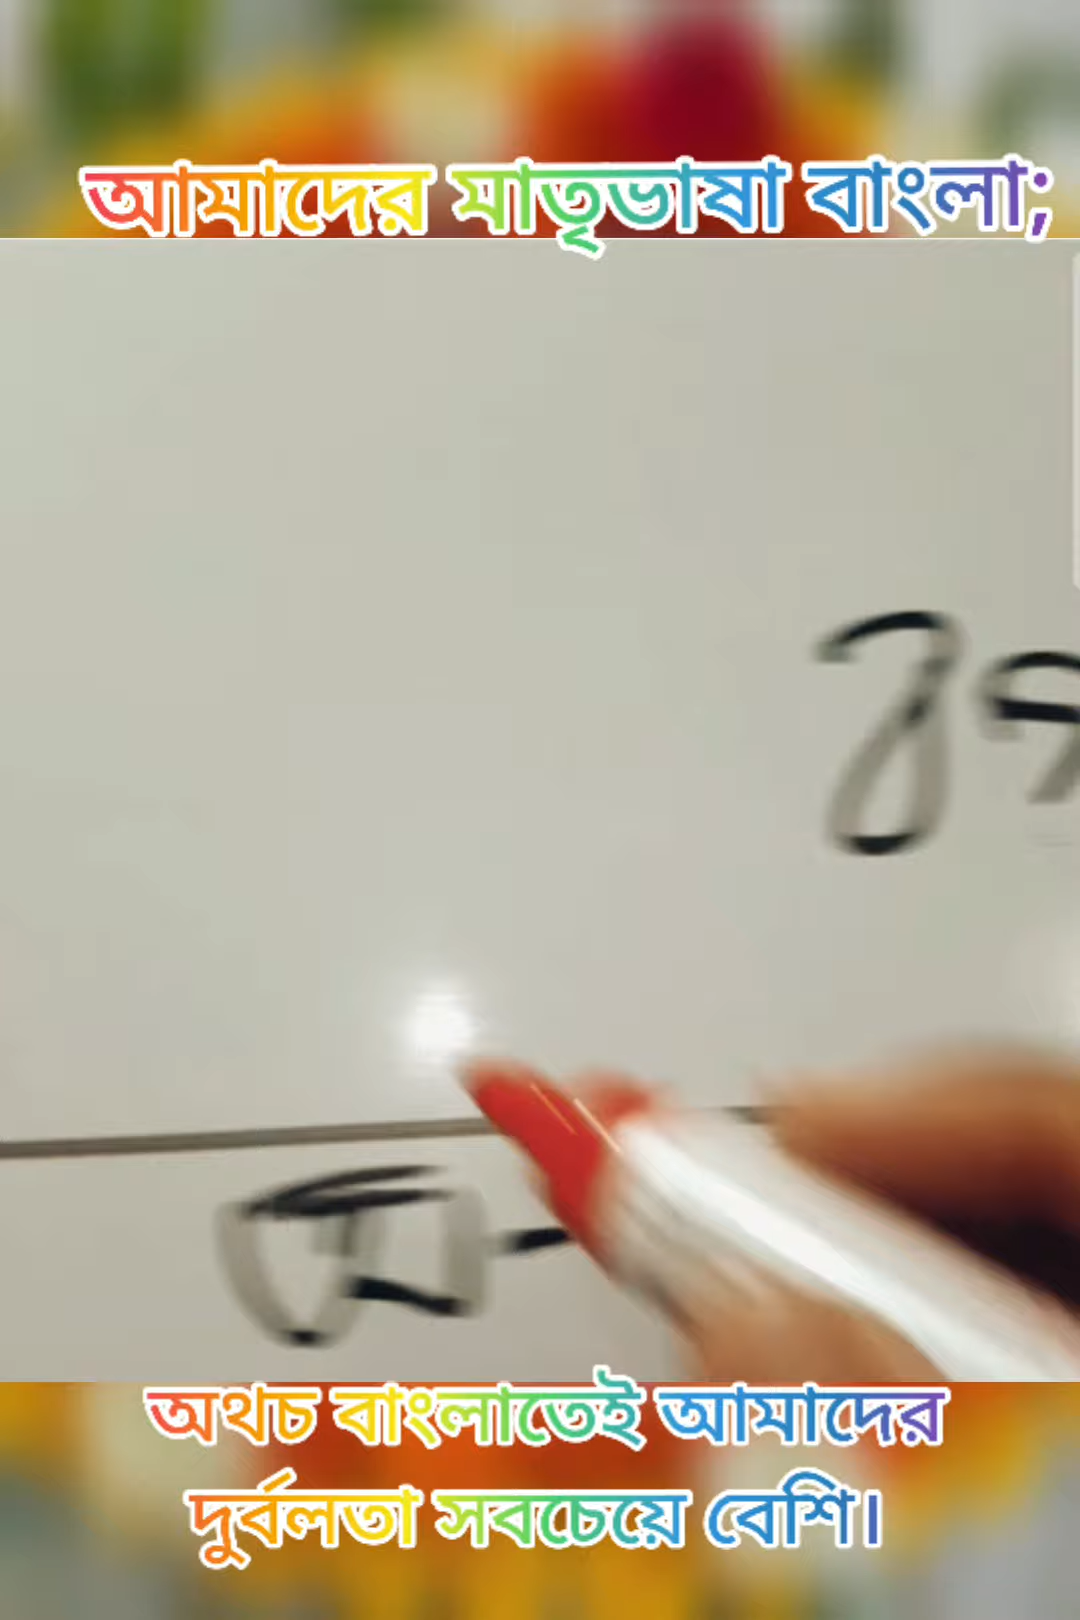 আমাদের মাতৃভাষা বাংলা;
অথচ বাংলাতেই আমাদের
দুর্বলতা সবচেয়ে বেশি।